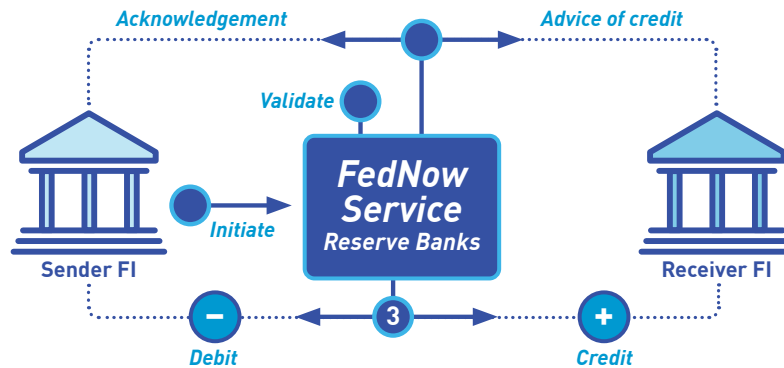 Acknowledgement
Advice of credit
Validate
FedNow
Service
Reserve Banks
Initiate
Sender FI
Receiver FI
–
3
+
Debit
Credit